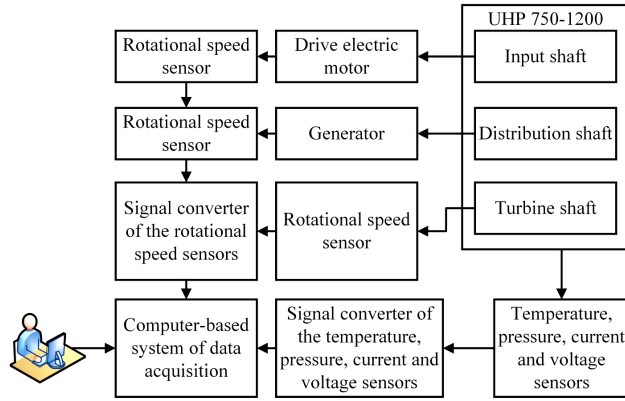 UHP 750-1200
Rotational speed
sensor
Drive electric
motor
Input shaft
Rotational speed
sensor
Generator
Distribution shaft
Signal converter
of the rotational
speed sensors
Rotational speed
sensor
Turbine shaft
Computer-based
system of data
acquisition
Signal converter of
the temperature,
pressure, current and
voltage sensors
Temperature,
pressure, current
and voltage
sensors